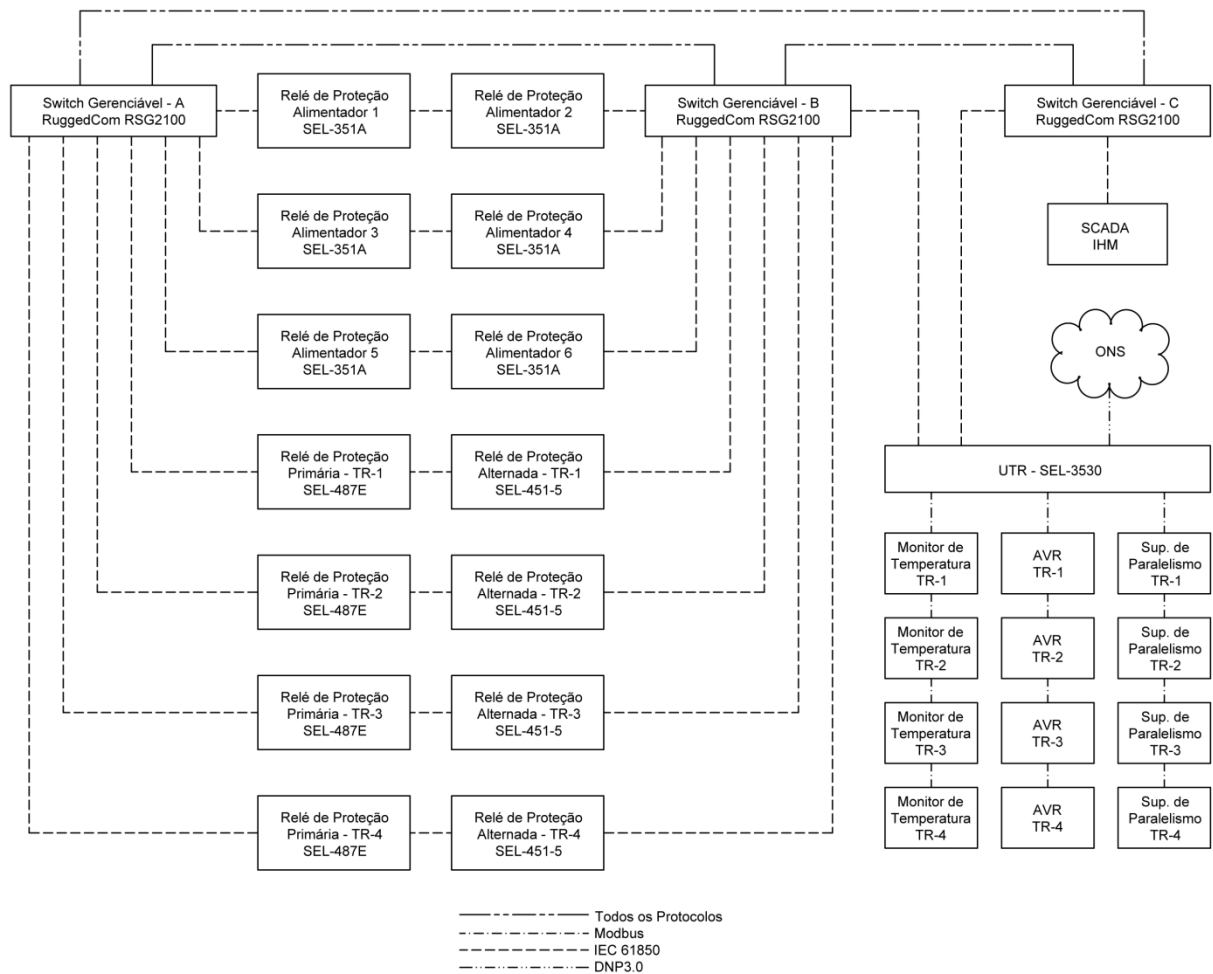 Switch Gerenciável - A
RuggedCom RSG2100
Relé de Proteção
Alimentador 1
SEL-351A
Relé de Proteção
Alimentador 2
SEL-351A
Switch Gerenciável - B
RuggedCom RSG2100
Switch Gerenciável - C
RuggedCom RSG2100
Relé de Proteção
Alimentador 3
SEL-351A
Relé de Proteção
Alimentador 4
SEL-351A
SCADA
IHM
Relé de Proteção
Alimentador 5
SEL-351A
Relé de Proteção
Alimentador 6
SEL-351A
ONS
Relé de Proteção
Primária - TR-1
SEL-487E
Relé de Proteção
Alternada - TR-1
SEL-451-5
UTR - SEL-3530
Relé de Proteção
Primária - TR-2
SEL-487E
Relé de Proteção
Alternada - TR-2
SEL-451-5
Monitor de
Temperatura
TR-1
AVR
TR-1
Sup. de
Paralelismo
TR-1
Monitor de
Temperatura
TR-2
AVR
TR-2
Sup. de
Paralelismo
TR-2
Relé de Proteção
Primária - TR-3
SEL-487E
Relé de Proteção
Alternada - TR-3
SEL-451-5
Monitor de
Temperatura
TR-3
AVR
TR-3
Sup. de
Paralelismo
TR-3
Relé de Proteção
Primária - TR-4
SEL-487E
Relé de Proteção
Alternada - TR-4
SEL-451-5
Monitor de
Temperatura
TR-4
AVR
TR-4
Sup. de
Paralelismo
TR-4
Todos os Protocolos
Modbus
IEC 61850
DNP3.0